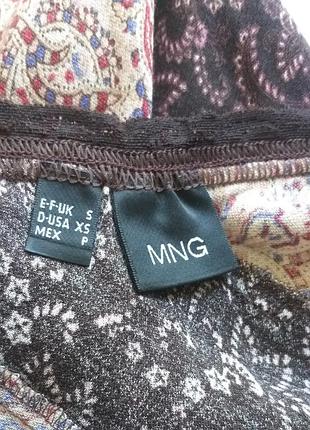 E-F-UK S
D-USA XS
MEX P
MNG